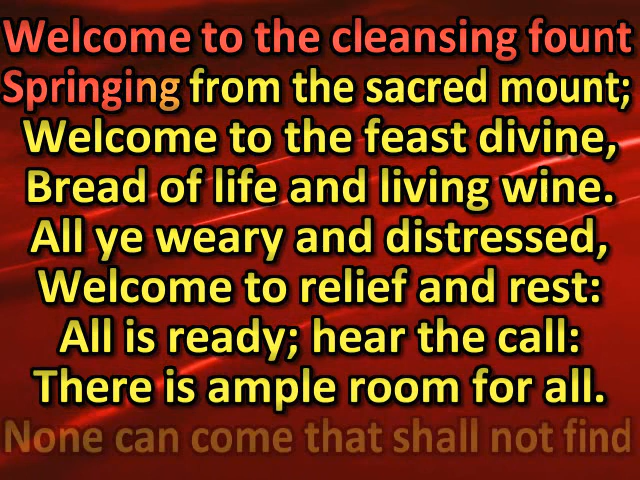 Welcome to the cleansing fount
Springing from the sacred mount;
Welcome to the feast divine,
Bread of life and living wine.
All ye weary and distressed,
Welcome to relief and rest:
All is ready; hear the call:
There is ample room for all.
None can come that shall not find